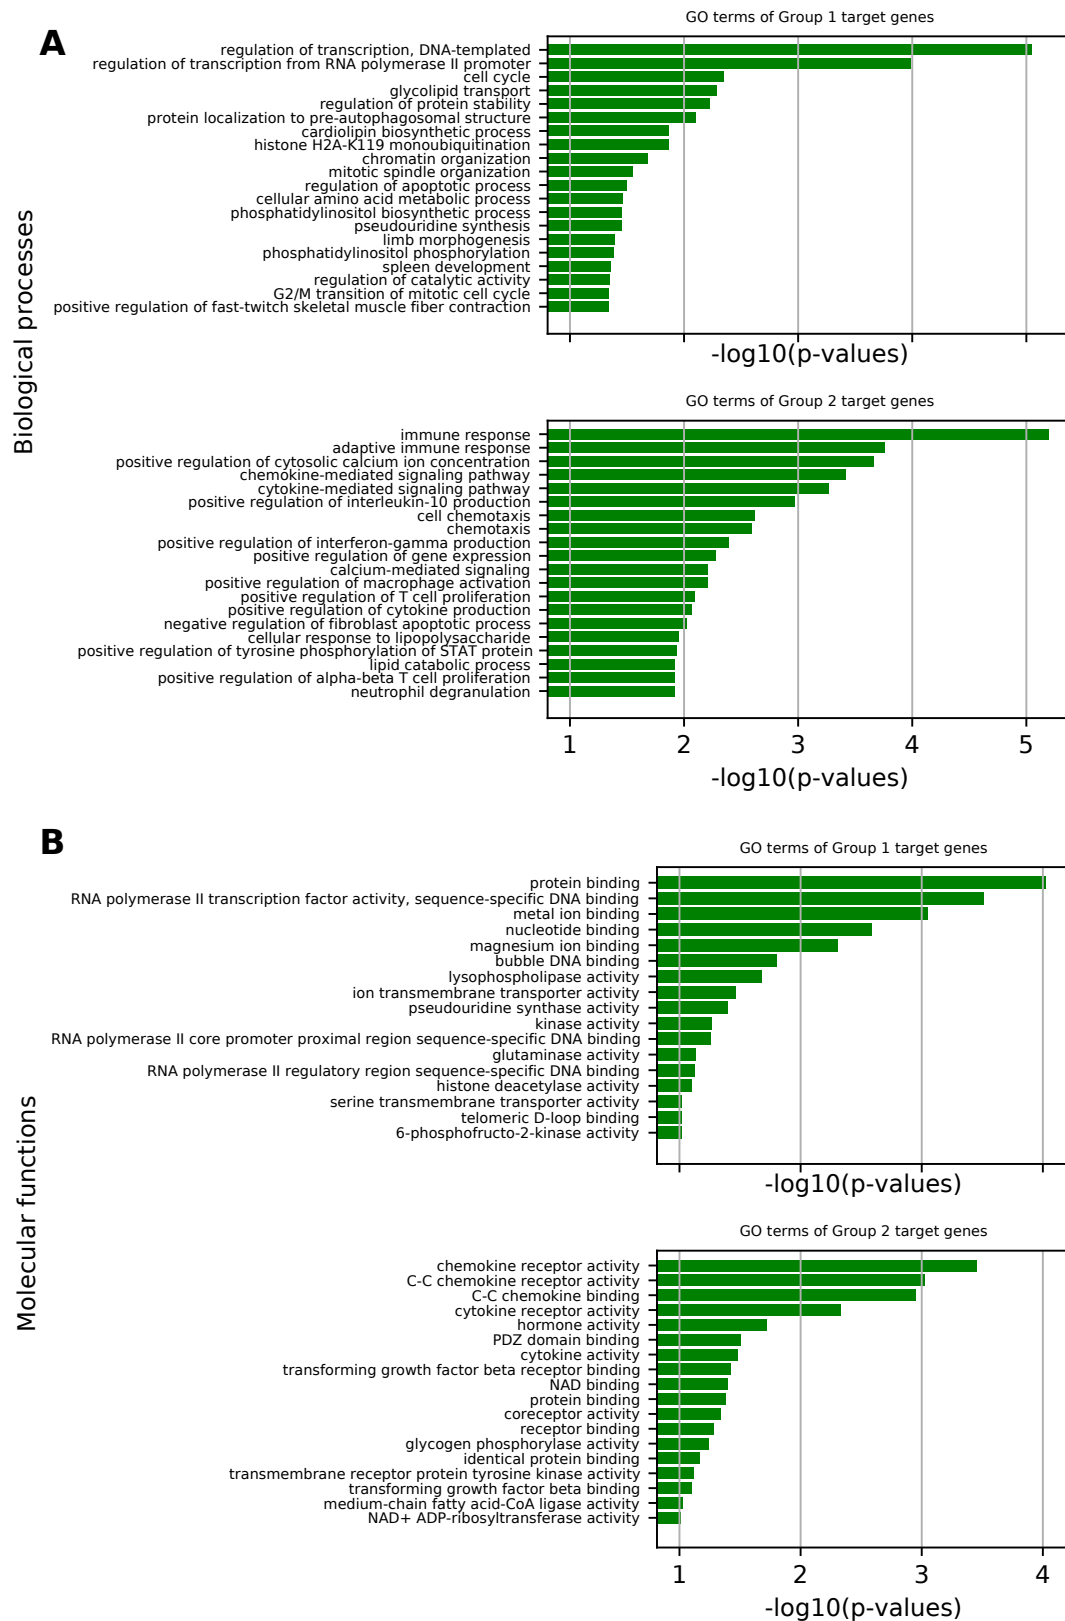 A
GO terms of Group 1 target genes
regulation of transcription, DNA-templated
regulation of transcription from RNA polymerase II promoter
cell cycle
glycolipid transport
regulation of protein stability
protein localization to pre-autophagosomal structure
cardiolipin biosynthetic process
histone H2A-K119 monoubiquitination
chromatin organization
mitotic spindle organization
regulation of apoptotic process
cellular amino acid metabolic process
phosphatidylinositol biosynthetic process
pseudouridine synthesis
limb morphogenesis
phosphatidylinositol phosphorylation
spleen development
regulation of catalytic activity
G2/M transition of mitotic cell cycle
positive regulation of fast-twitch skeletal muscle fiber contraction
-log10(p-values)
Biological processes
GO terms of Group 2 target genes
immune response
adaptive immune response
positive regulation of cytosolic calcium ion concentration
chemokine-mediated signaling pathway
cytokine-mediated signaling pathway
positive regulation of interleukin-10 production
cell chemotaxis
chemotaxis
positive regulation of interferon-gamma production
positive regulation of gene expression
calcium-mediated signaling
positive regulation of macrophage activation
positive regulation of T cell proliferation
positive regulation of cytokine production
negative regulation of fibroblast apoptotic process
cellular response to lipopolysaccharide
positive regulation of tyrosine phosphorylation of STAT protein
lipid catabolic process
positive regulation of alpha-beta T cell proliferation
neutrophil degranulation
1 2 3 4 5
-log10(p-values)
B
GO terms of Group 1 target genes
protein binding
RNA polymerase II transcription factor activity, sequence-specific DNA binding
metal ion binding
nucleotide binding
magnesium ion binding
bubble DNA binding
lysophospholipase activity
ion transmembrane transporter activity
pseudouridine synthase activity
kinase activity
RNA polymerase II core promoter proximal region sequence-specific DNA binding
glutaminase activity
RNA polymerase II regulatory region sequence-specific DNA binding
histone deacetylase activity
serine transmembrane transporter activity
telomeric D-loop binding
6-phosphofructo-2-kinase activity
-log10(p-values)
Molecular functions
GO terms of Group 2 target genes
chemokine receptor activity
C-C chemokine receptor activity
C-C chemokine binding
cytokine receptor activity
hormone activity
PDZ domain binding
cytokine activity
transforming growth factor beta receptor binding
NAD binding
protein binding
coreceptor activity
receptor binding
glycogen phosphorylase activity
identical protein binding
transmembrane receptor protein tyrosine kinase activity
transforming growth factor beta binding
medium-chain fatty acid-CoA ligase activity
NAD+ ADP-ribosyltransferase activity
1 2 3 4
-log10(p-values)